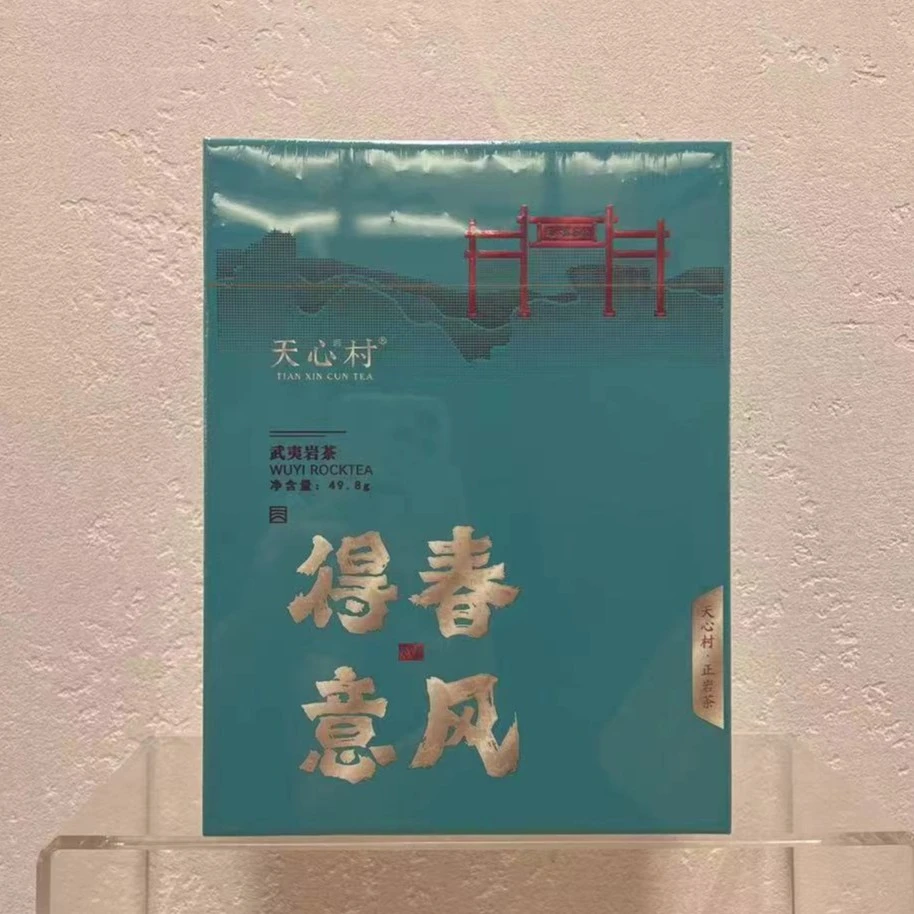 天心村®
TIAN XIN CUN TEA
武夷岩茶
WUYI ROCKTEA
净含量：49.8g
春风
得意
天心村·正岩茶